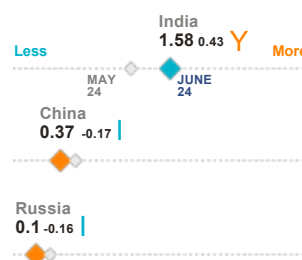 India
1.58 0.43
Less
More
MAY
24
JUNE
24
China
0.37 -0.17
Russia
0.1 -0.16